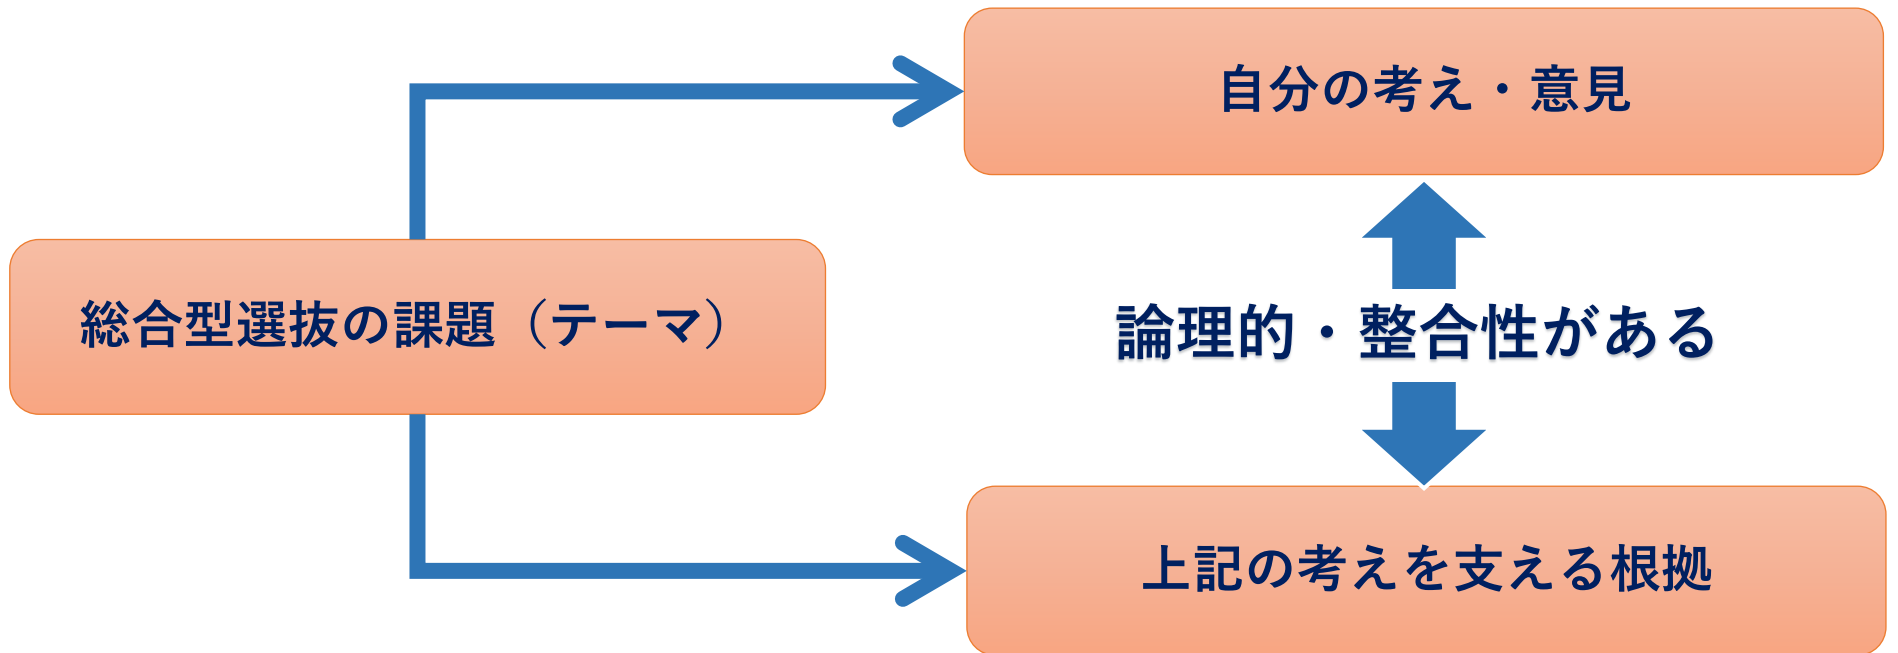 自分の考え・意見
総合型選抜の課題（テーマ）
論理的・整合性がある
上記の考えを支える根拠